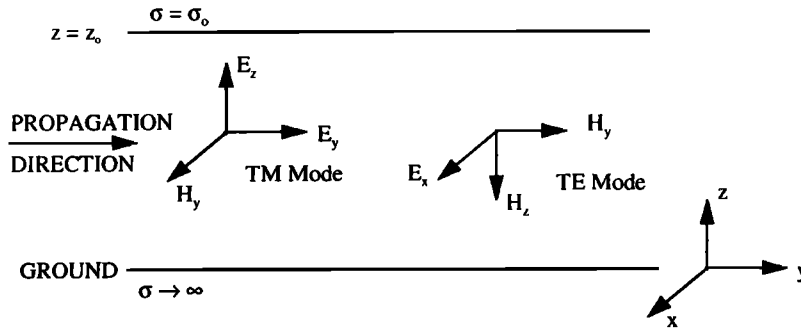 σ = σₒ
z = zₒ
E_z
PROPAGATION
DIRECTION
E_y
H_y
TM Mode
H_y
E_x
H_z
TE Mode
GROUND
σ → ∞
z
y
x